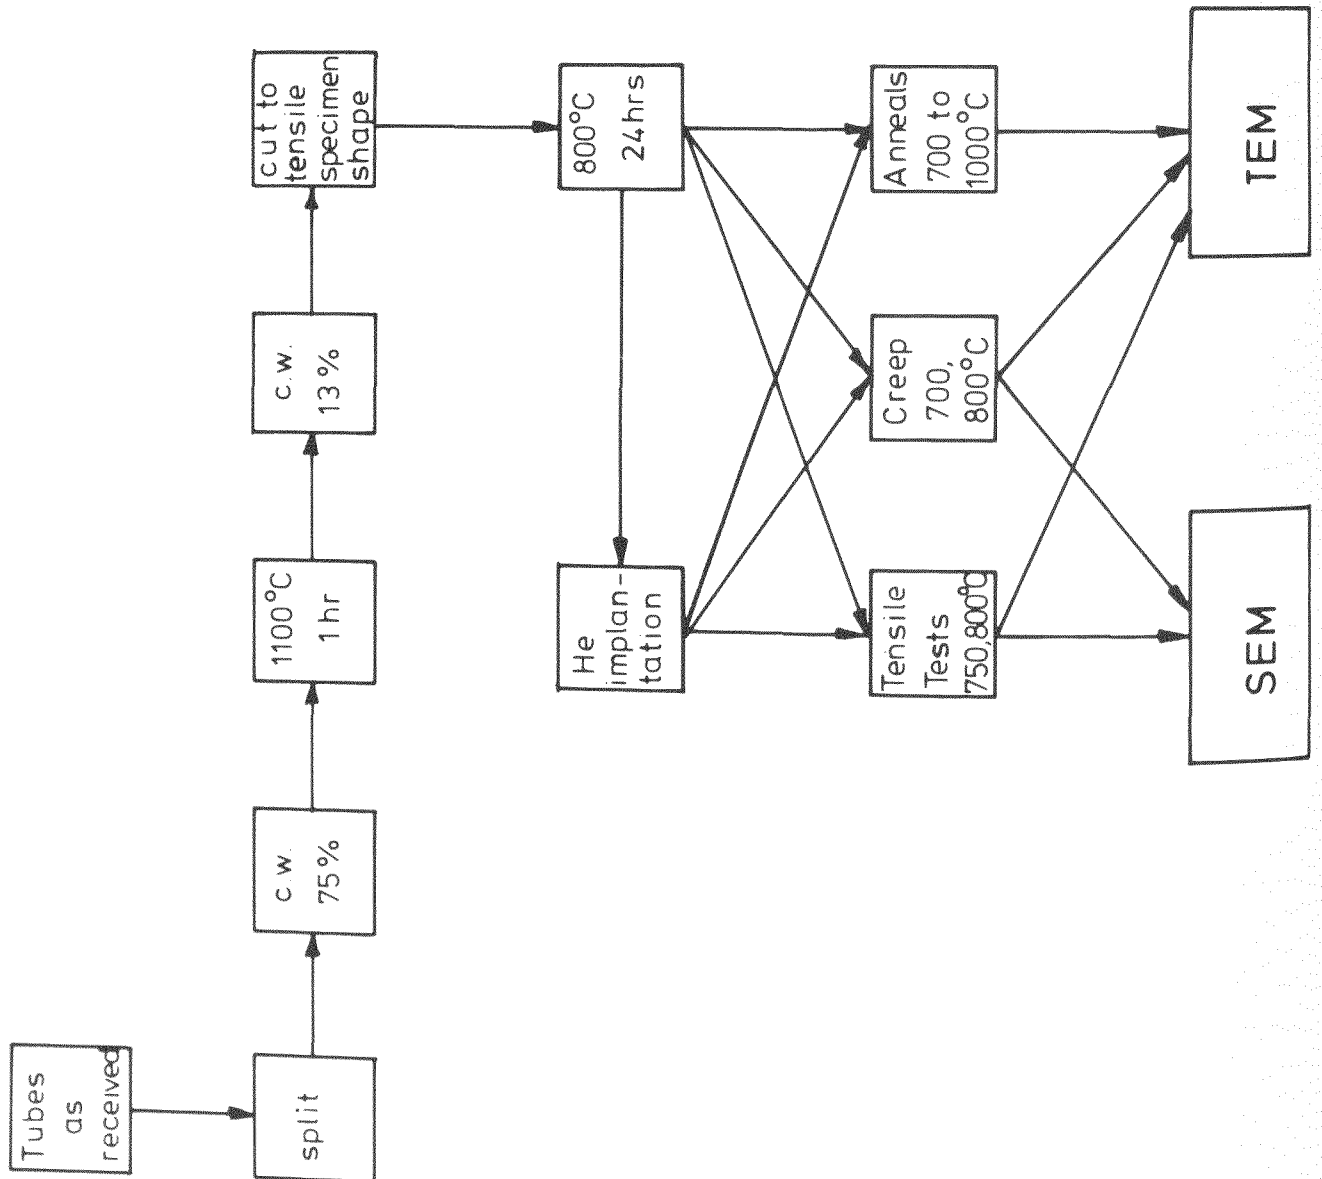 Tubes
as
received
split
c.w.
75%
1100°C
1hr
c.w.
13%
cut to
tensile
specimen
shape
800°C
24hrs
He
implan-
tation
Tensile
Tests
750,800°C
Creep
700,
800°C
Anneals
700 to
1000°C
SEM
TEM